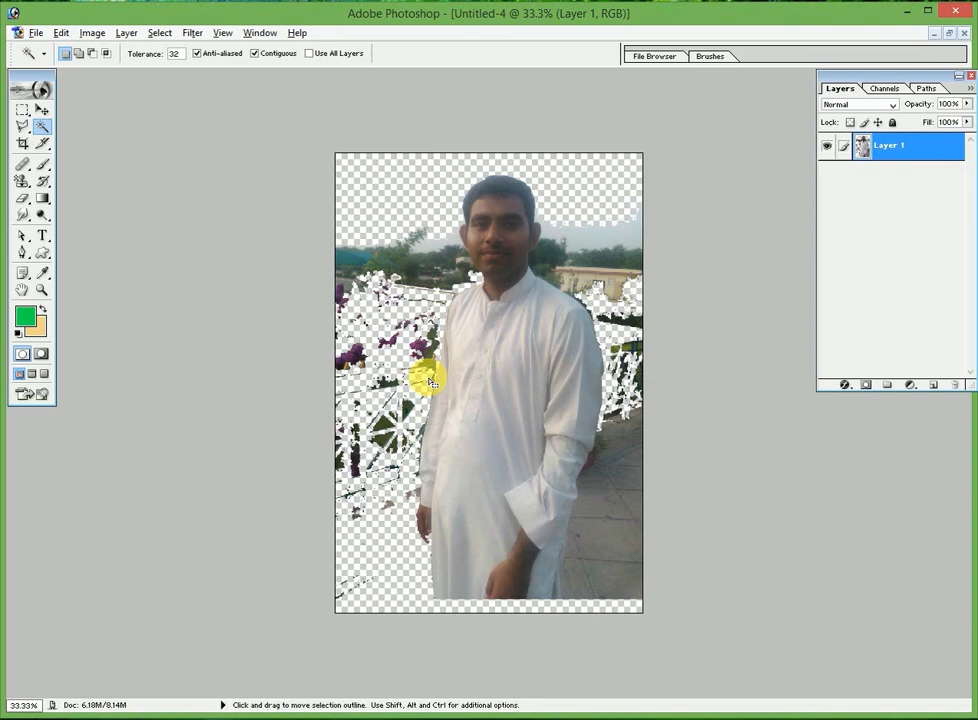 Adobe Photoshop - [Untitled-4 @ 33.3% (Layer 1, RGB)]
File Edit Image Layer Select Filter View Window Help
Tolerance: 32 Anti-aliased Contiguous Use All Layers File Browser Brushes
Layers Channels Paths
Normal Opacity: 100%
Lock: Fill: 100%
Layer 1
T
33.33% Doc: 6.18M/8.14M Click and drag to move selection outline. Use Shift, Alt and Ctrl for additional options.